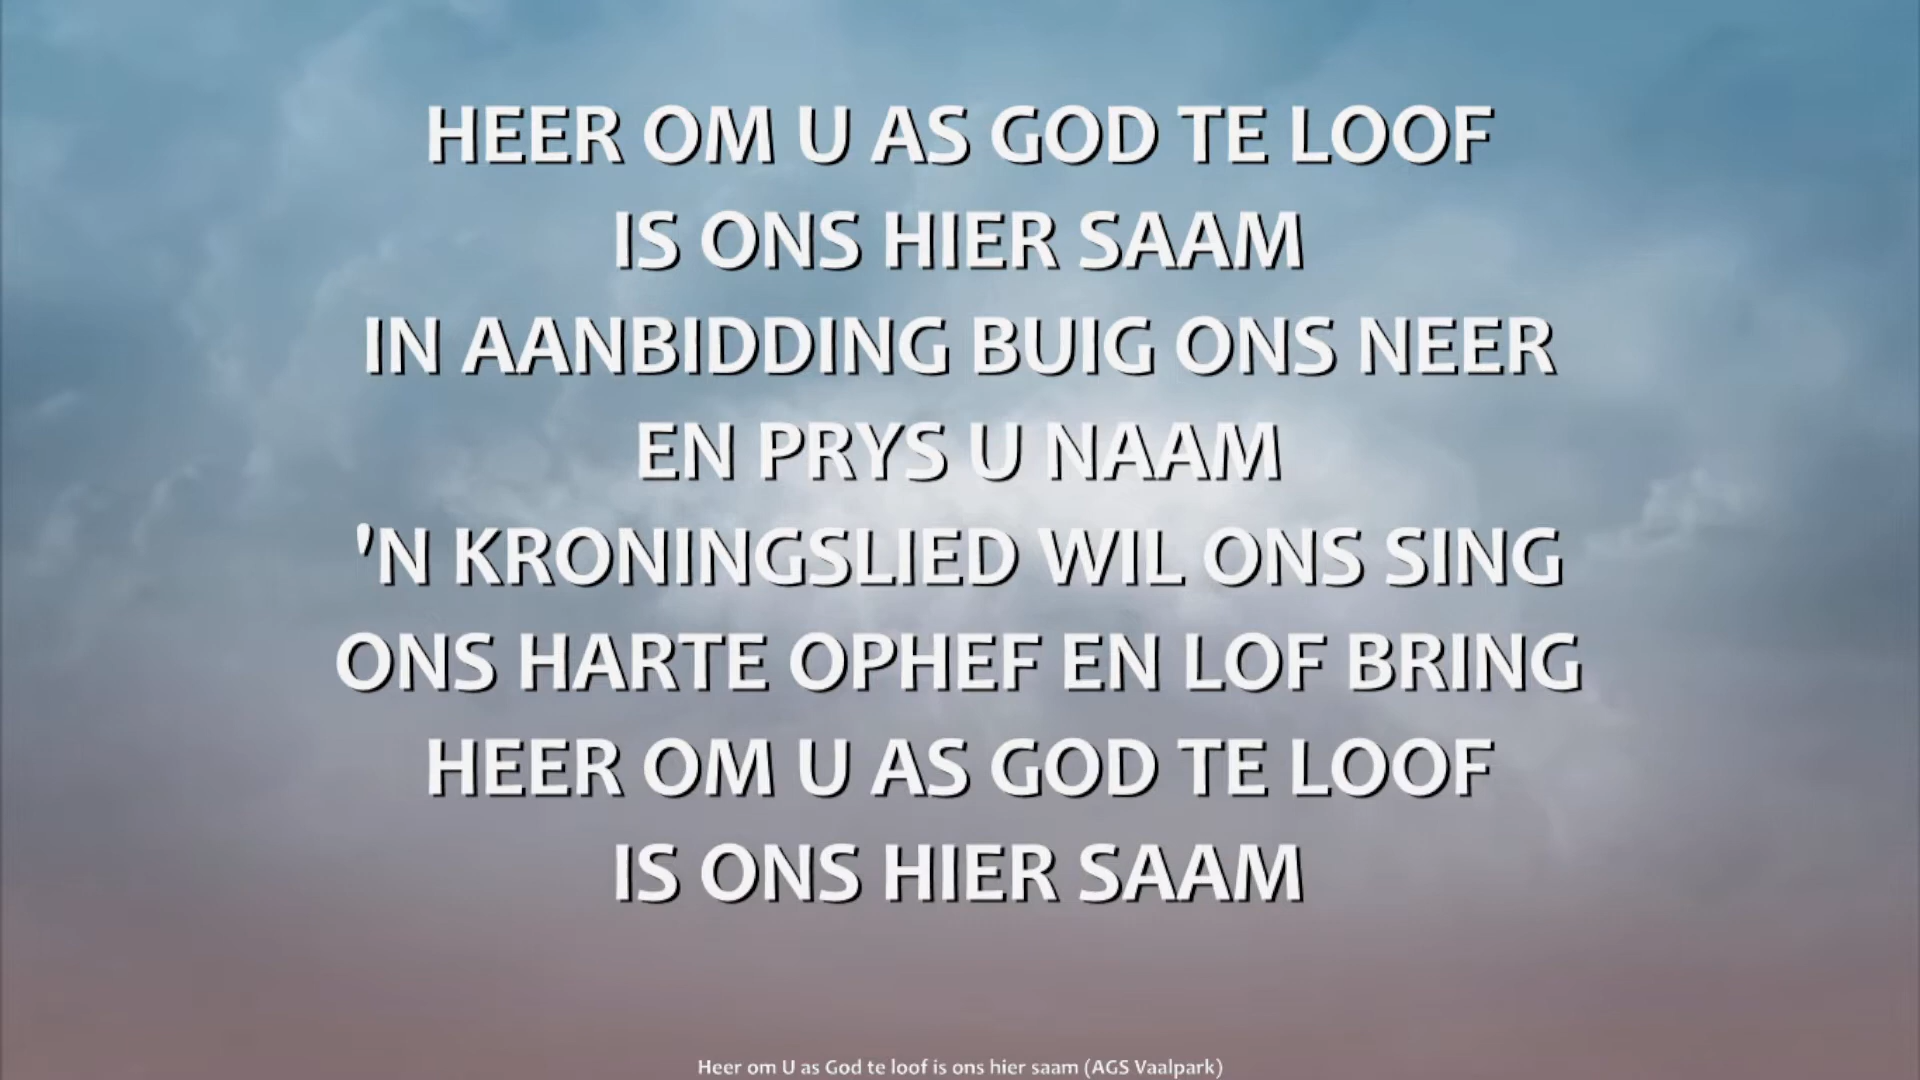 HEER OM U AS GOD TE LOOF
IS ONS HIER SAAM
IN AANBIDDING BUIG ONS NEER
EN PRYS U NAAM
'N KRONINGSLIED WIL ONS SING
ONS HARTE OPHEF EN LOF BRING
HEER OM U AS GOD TE LOOF
IS ONS HIER SAAM
Heer om U as God te loof is ons hier saam (AGS Vaalpark)